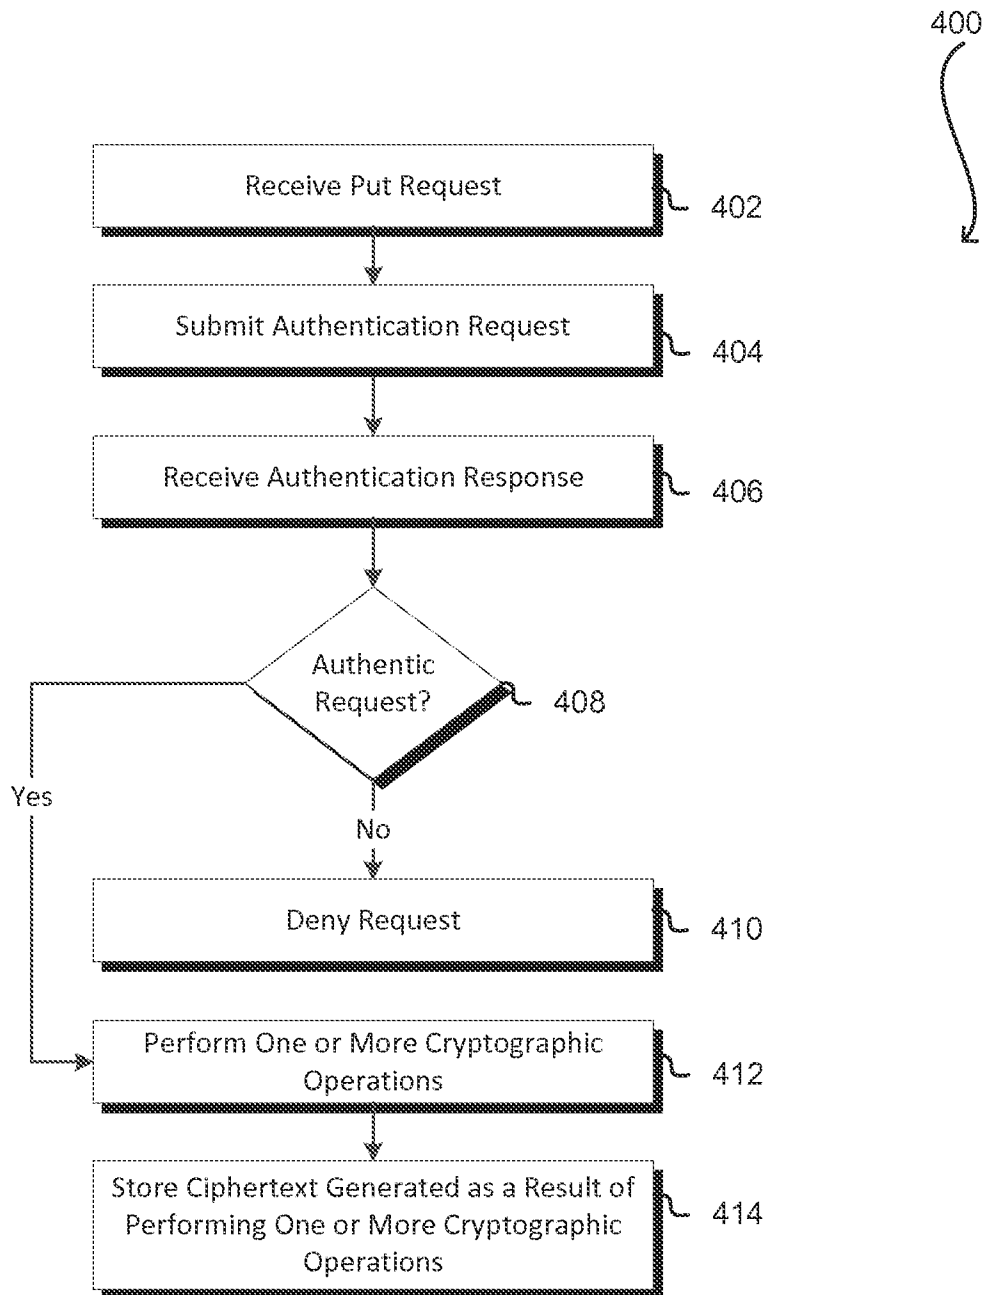 400
Receive Put Request
402
Submit Authentication Request
404
Receive Authentication Response
406
Authentic
Request?
408
Yes
No
Deny Request
410
Perform One or More Cryptographic
Operations
412
Store Ciphertext Generated as a Result of
Performing One or More Cryptographic
Operations
414